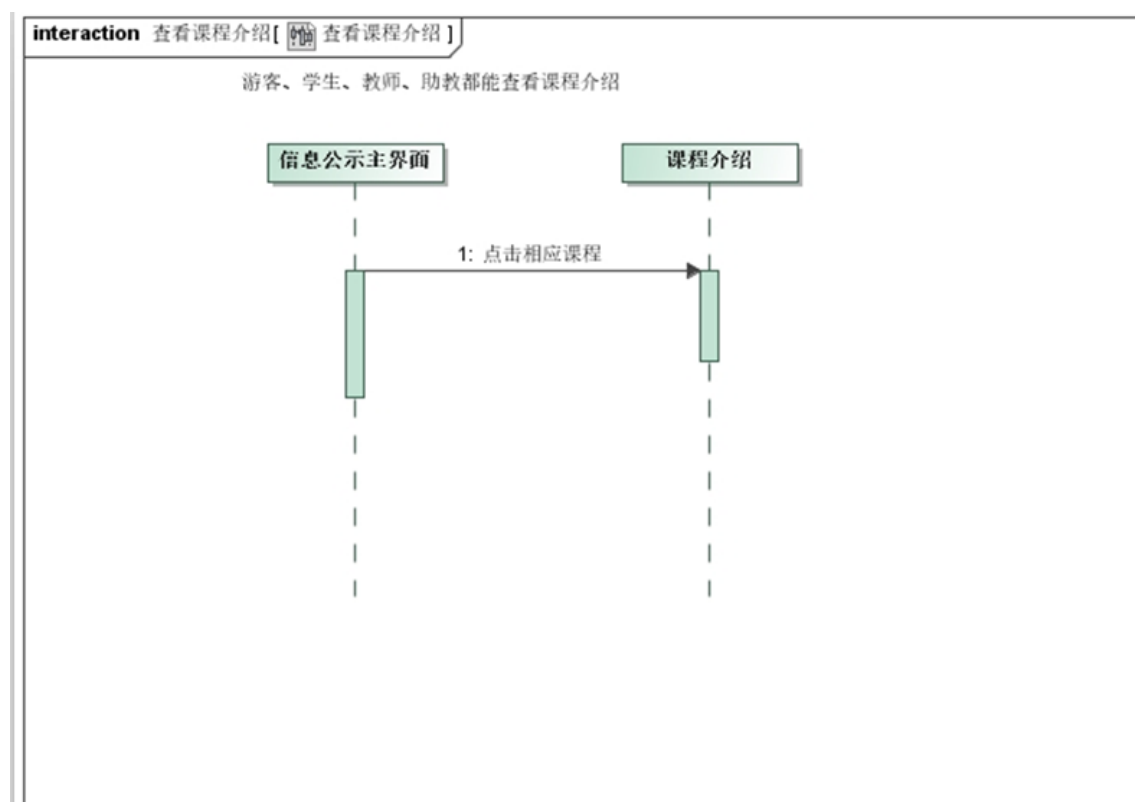 interaction 查看课程介绍[ 查看课程介绍 ]
游客、学生、教师、助教都能查看课程介绍
信息公示主界面
课程介绍
1: 点击相应课程